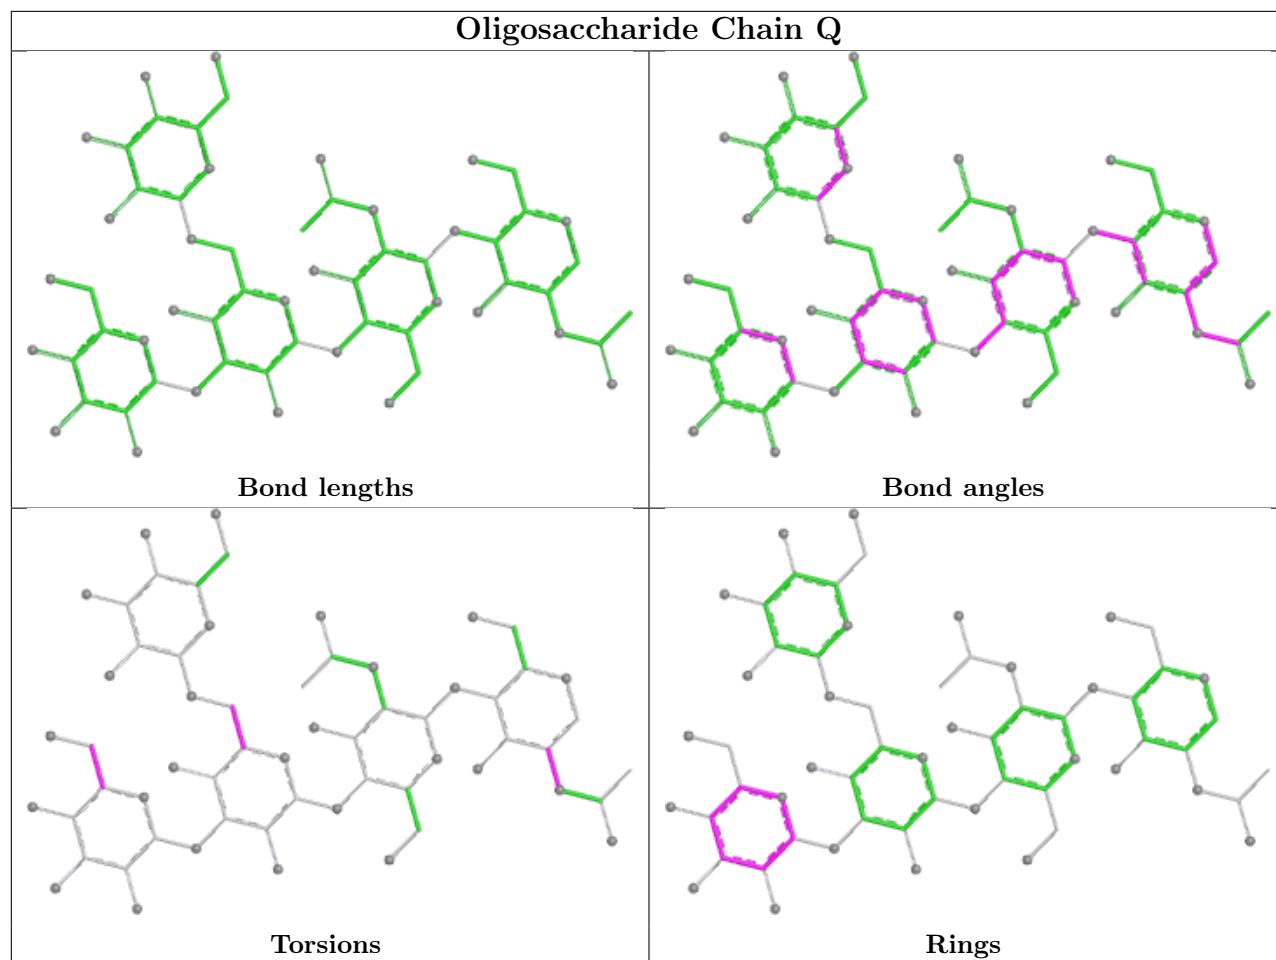 Oligosaccharide Chain Q
Bond lengths
Bond angles
Torsions
Rings